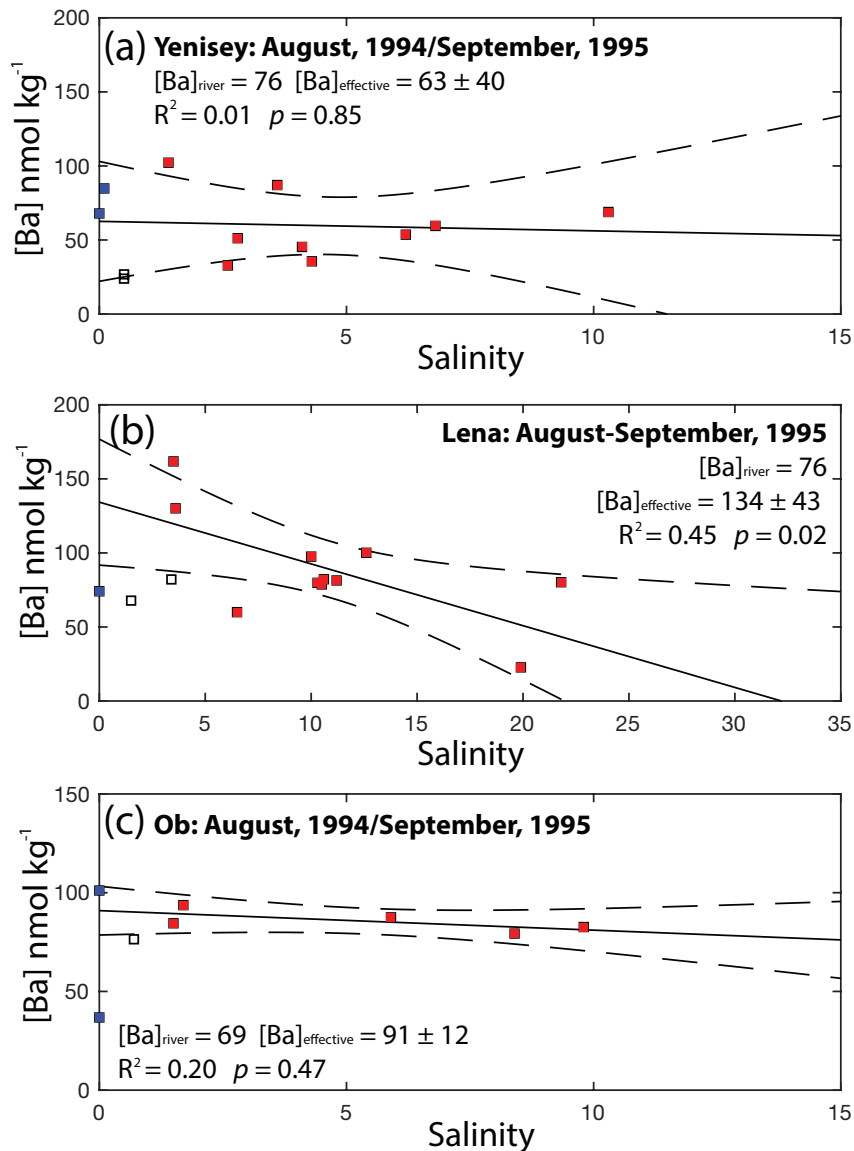 (a) Yenisey: August, 1994/September, 1995
[Ba]river = 76 [Ba]effective = 63 ± 40
R² = 0.01 p = 0.85
[Ba] nmol kg⁻¹
200
150
100
50
0
0 5 10 15
Salinity
(b) Lena: August-September, 1995
[Ba]river = 76
[Ba]effective = 134 ± 43
R² = 0.45 p = 0.02
[Ba] nmol kg⁻¹
200
150
100
50
0
0 5 10 15 20 25 30 35
Salinity
(c) Ob: August, 1994/September, 1995
[Ba] nmol kg⁻¹
150
100
50
0
[Ba]river = 69 [Ba]effective = 91 ± 12
R² = 0.20 p = 0.47
0 5 10 15
Salinity